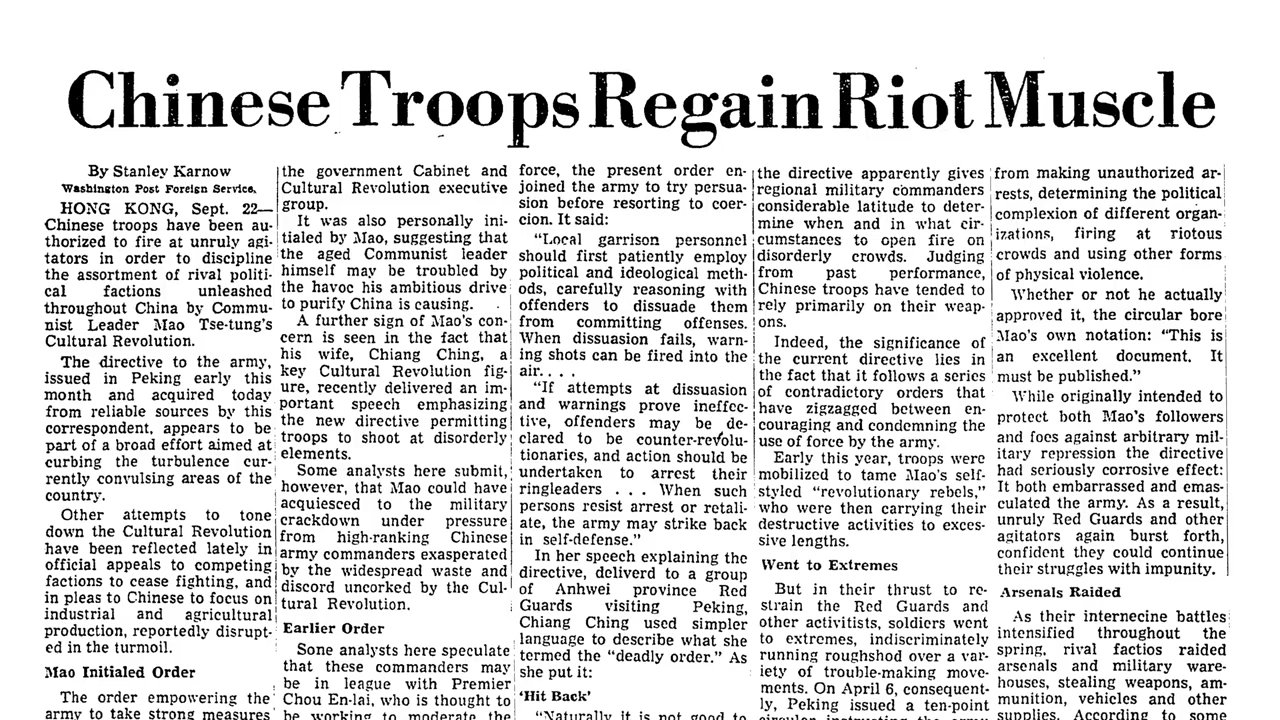 Chinese Troops Regain Riot Muscle
By Stanley Karnow
Washington Post Foreign Service.
HONG KONG, Sept. 22—
Chinese troops have been au-
thorized to fire at unruly agi-
tators in order to discipline
the assortment of rival politi-
cal factions unleashed
throughout China by Commu-
nist Leader Mao Tse-tung's
Cultural Revolution.
The directive to the army,
issued in Peking early this
month and acquired today
from reliable sources by this
correspondent, appears to be
part of a broad effort aimed at
curbing the turbulence cur-
rently convulsing areas of the
country.
Other attempts to tone
down the Cultural Revolution
have been reflected lately in
official appeals to competing
factions to cease fighting, and
in pleas to Chinese to focus on
industrial and agricultural
production, reportedly disrupt-
ed in the turmoil.
Mao Initialed Order
The order empowering the
army to take strong measures
the government Cabinet and
Cultural Revolution executive
group.
It was also personally ini-
tialed by Mao, suggesting that
the aged Communist leader
himself may be troubled by
the havoc his ambitious drive
to purify China is causing.
A further sign of Mao's con-
cern is seen in the fact that
his wife, Chiang Ching, a
key Cultural Revolution fig-
ure, recently delivered an im-
portant speech emphasizing
the new directive permitting
troops to shoot at disorderly
elements.
Some analysts here submit,
however, that Mao could have
acquiesced to the military
crackdown under pressure
from high-ranking Chinese
army commanders exasperated
by the widespread waste and
discord uncorked by the Cul-
tural Revolution.
Earlier Order
Sone analysts here speculate
that these commanders may
be in league with Premier
Chou En-lai, who is thought to
be working to moderate the
force, the present order en-
joined the army to try persua-
sion before resorting to coer-
cion. It said:
"Local garrison personnel
should first patiently employ
political and ideological meth-
ods, carefully reasoning with
offenders to dissuade them
from committing offenses.
When dissuasion fails, warn-
ing shots can be fired into the
air. . . .
"If attempts at dissuasion
and warnings prove ineffec-
tive, offenders may be de-
clared to be counter-revolu-
tionaries, and action should be
undertaken to arrest their
ringleaders . . . When such
persons resist arrest or retali-
ate, the army may strike back
in self-defense."
In her speech explaining the
directive, deliverd to a group
of Anhwei province Red
Guards visiting Peking,
Chiang Ching used simpler
language to describe what she
termed the "deadly order." As
she put it:
'Hit Back'
"Naturally it is not good to
the directive apparently gives
regional military commanders
considerable latitude to deter-
mine when and in what cir-
cumstances to open fire on
disorderly crowds. Judging
from past performance,
Chinese troops have tended to
rely primarily on their weap-
ons.
Indeed, the significance of
the current directive lies in
the fact that it follows a series
of contradictory orders that
have zigzagged between en-
couraging and condemning the
use of force by the army.
Early this year, troops were
mobilized to tame Mao's self-
styled "revolutionary rebels,"
who were then carrying their
destructive activities to exces-
sive lengths.
Went to Extremes
But in their thrust to re-
strain the Red Guards and
other activitists, soldiers went
to extremes, indiscriminately
running roughshod over a var-
iety of trouble-making move-
ments. On April 6, consequent-
ly, Peking issued a ten-point
circular instructing the army
from making unauthorized ar-
rests, determining the political
complexion of different organ-
izations, firing at riotous
crowds and using other forms
of physical violence.
Whether or not he actually
approved it, the circular bore
Mao's own notation: "This is
an excellent document. It
must be published."
While originally intended to
protect both Mao's followers
and foes against arbitrary mil-
itary repression the directive
had seriously corrosive effect:
It both embarrassed and emas-
culated the army. As a result,
unruly Red Guards and other
agitators again burst forth,
confident they could continue
their struggles with impunity.
Arsenals Raided
As their internecine battles
intensified throughout the
spring, rival factios raided
arsenals and military ware-
houses, stealing weapons, am-
munition, vehicles and other
supplies. According to some